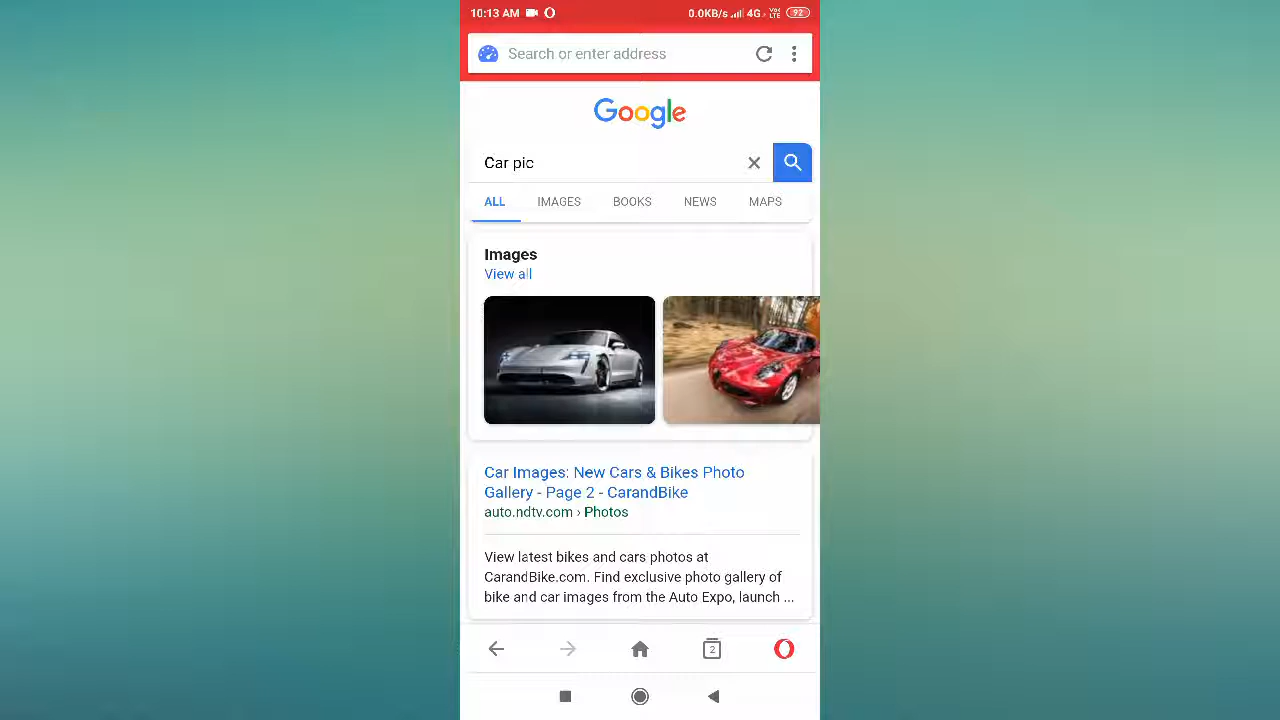 10:13 AM 0.0KB/s 4G VoLTE 92
Search or enter address
Google
Car pic
ALL IMAGES BOOKS NEWS MAPS
Images
View all
Car Images: New Cars & Bikes Photo
Gallery - Page 2 - CarandBike
auto.ndtv.com › Photos
View latest bikes and cars photos at
CarandBike.com. Find exclusive photo gallery of
bike and car images from the Auto Expo, launch ...
2